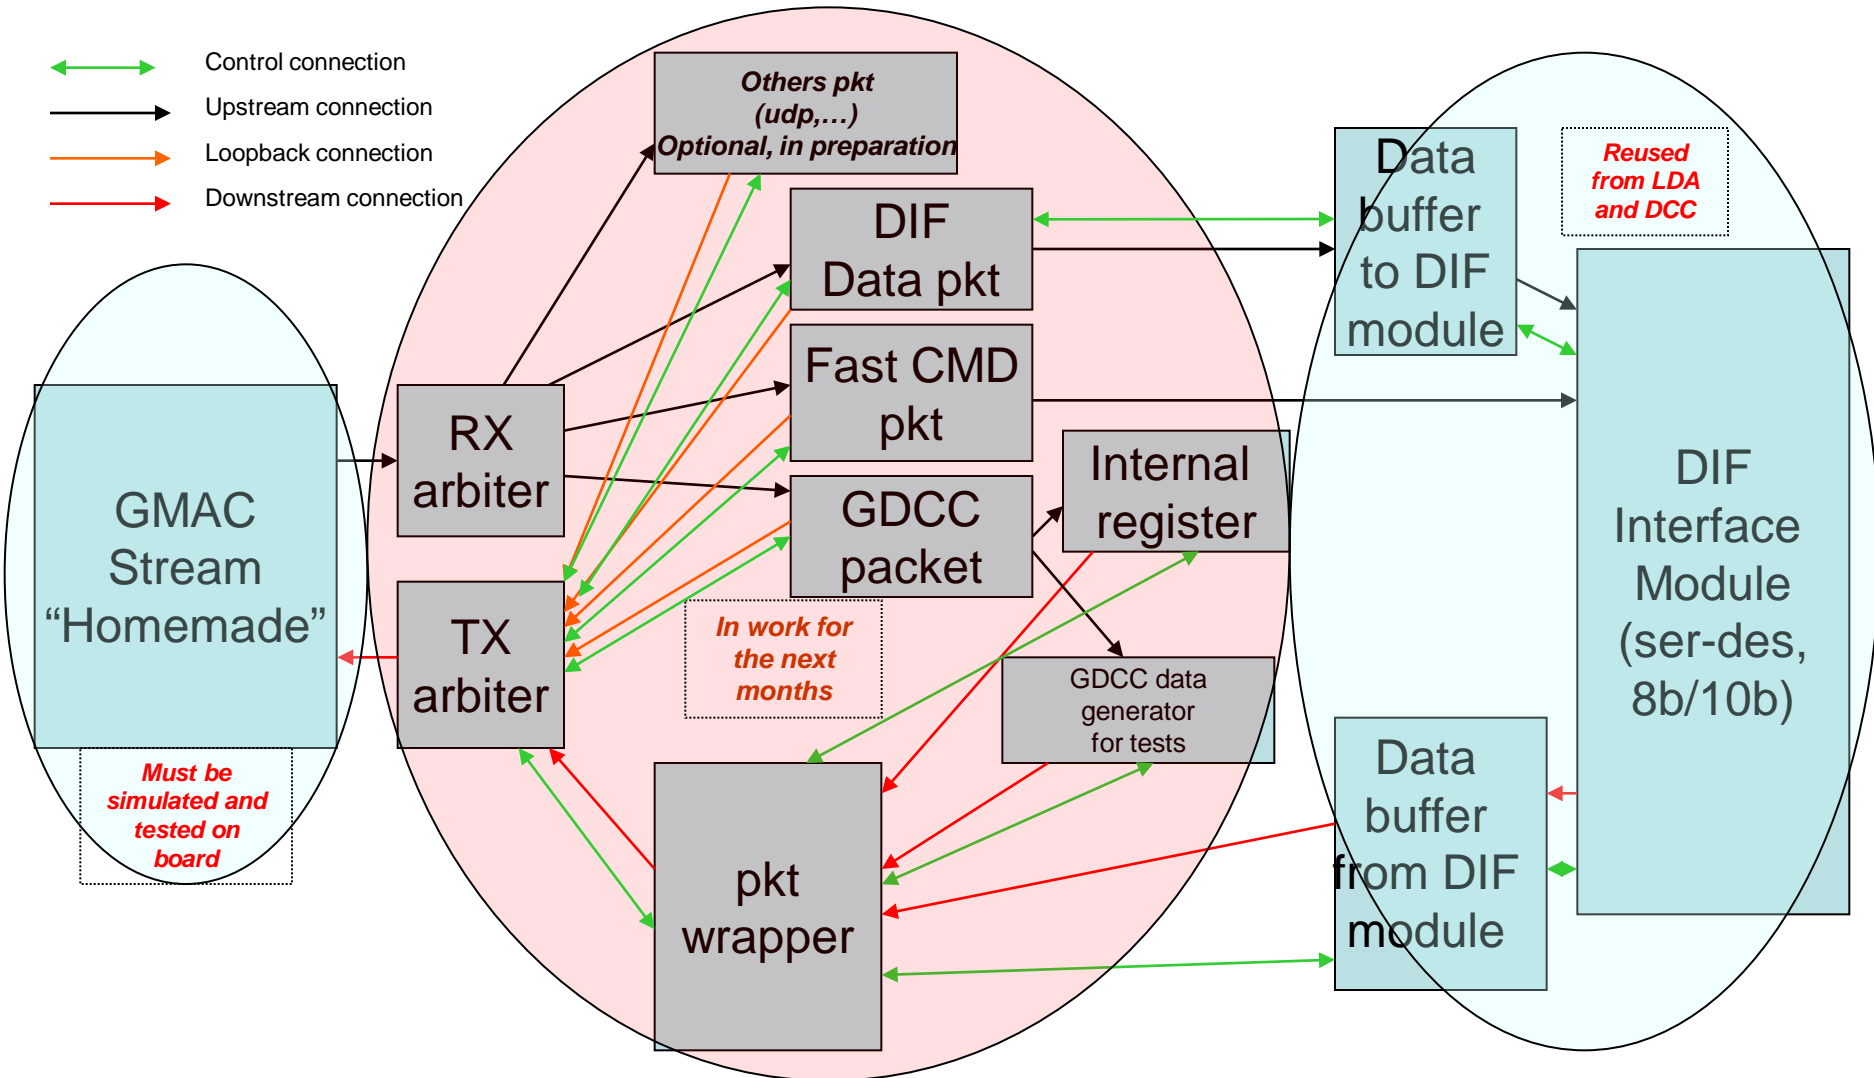 Control connection
Upstream connection
Loopback connection
Downstream connection
Others pkt
(udp,…)
Optional, in preparation
DIF
Data pkt
Fast CMD
pkt
GDCC
packet
RX
arbiter
TX
arbiter
Internal
register
GDCC data
generator
for tests
pkt
wrapper
In work for
the next
months
GMAC
Stream
“Homemade”
Must be
simulated and
tested on
board
Data
buffer
to DIF
module
Reused
from LDA
and DCC
DIF
Interface
Module
(ser-des,
8b/10b)
Data
buffer
from DIF
module